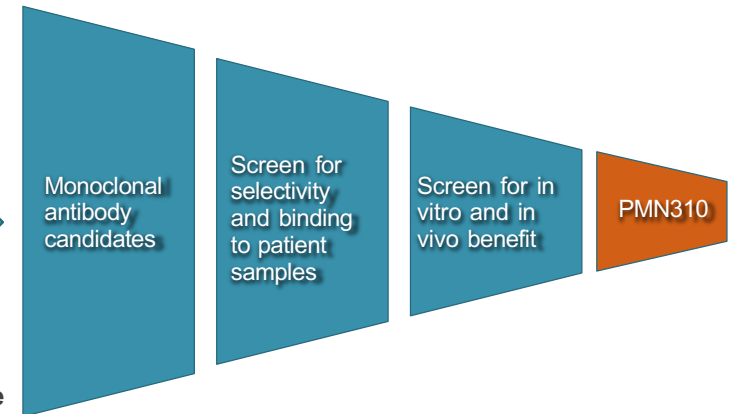 Monoclonal
antibody
candidates
Screen for
selectivity
and binding
to patient
samples
Screen for in
vitro and in
vivo benefit
PMN310
e